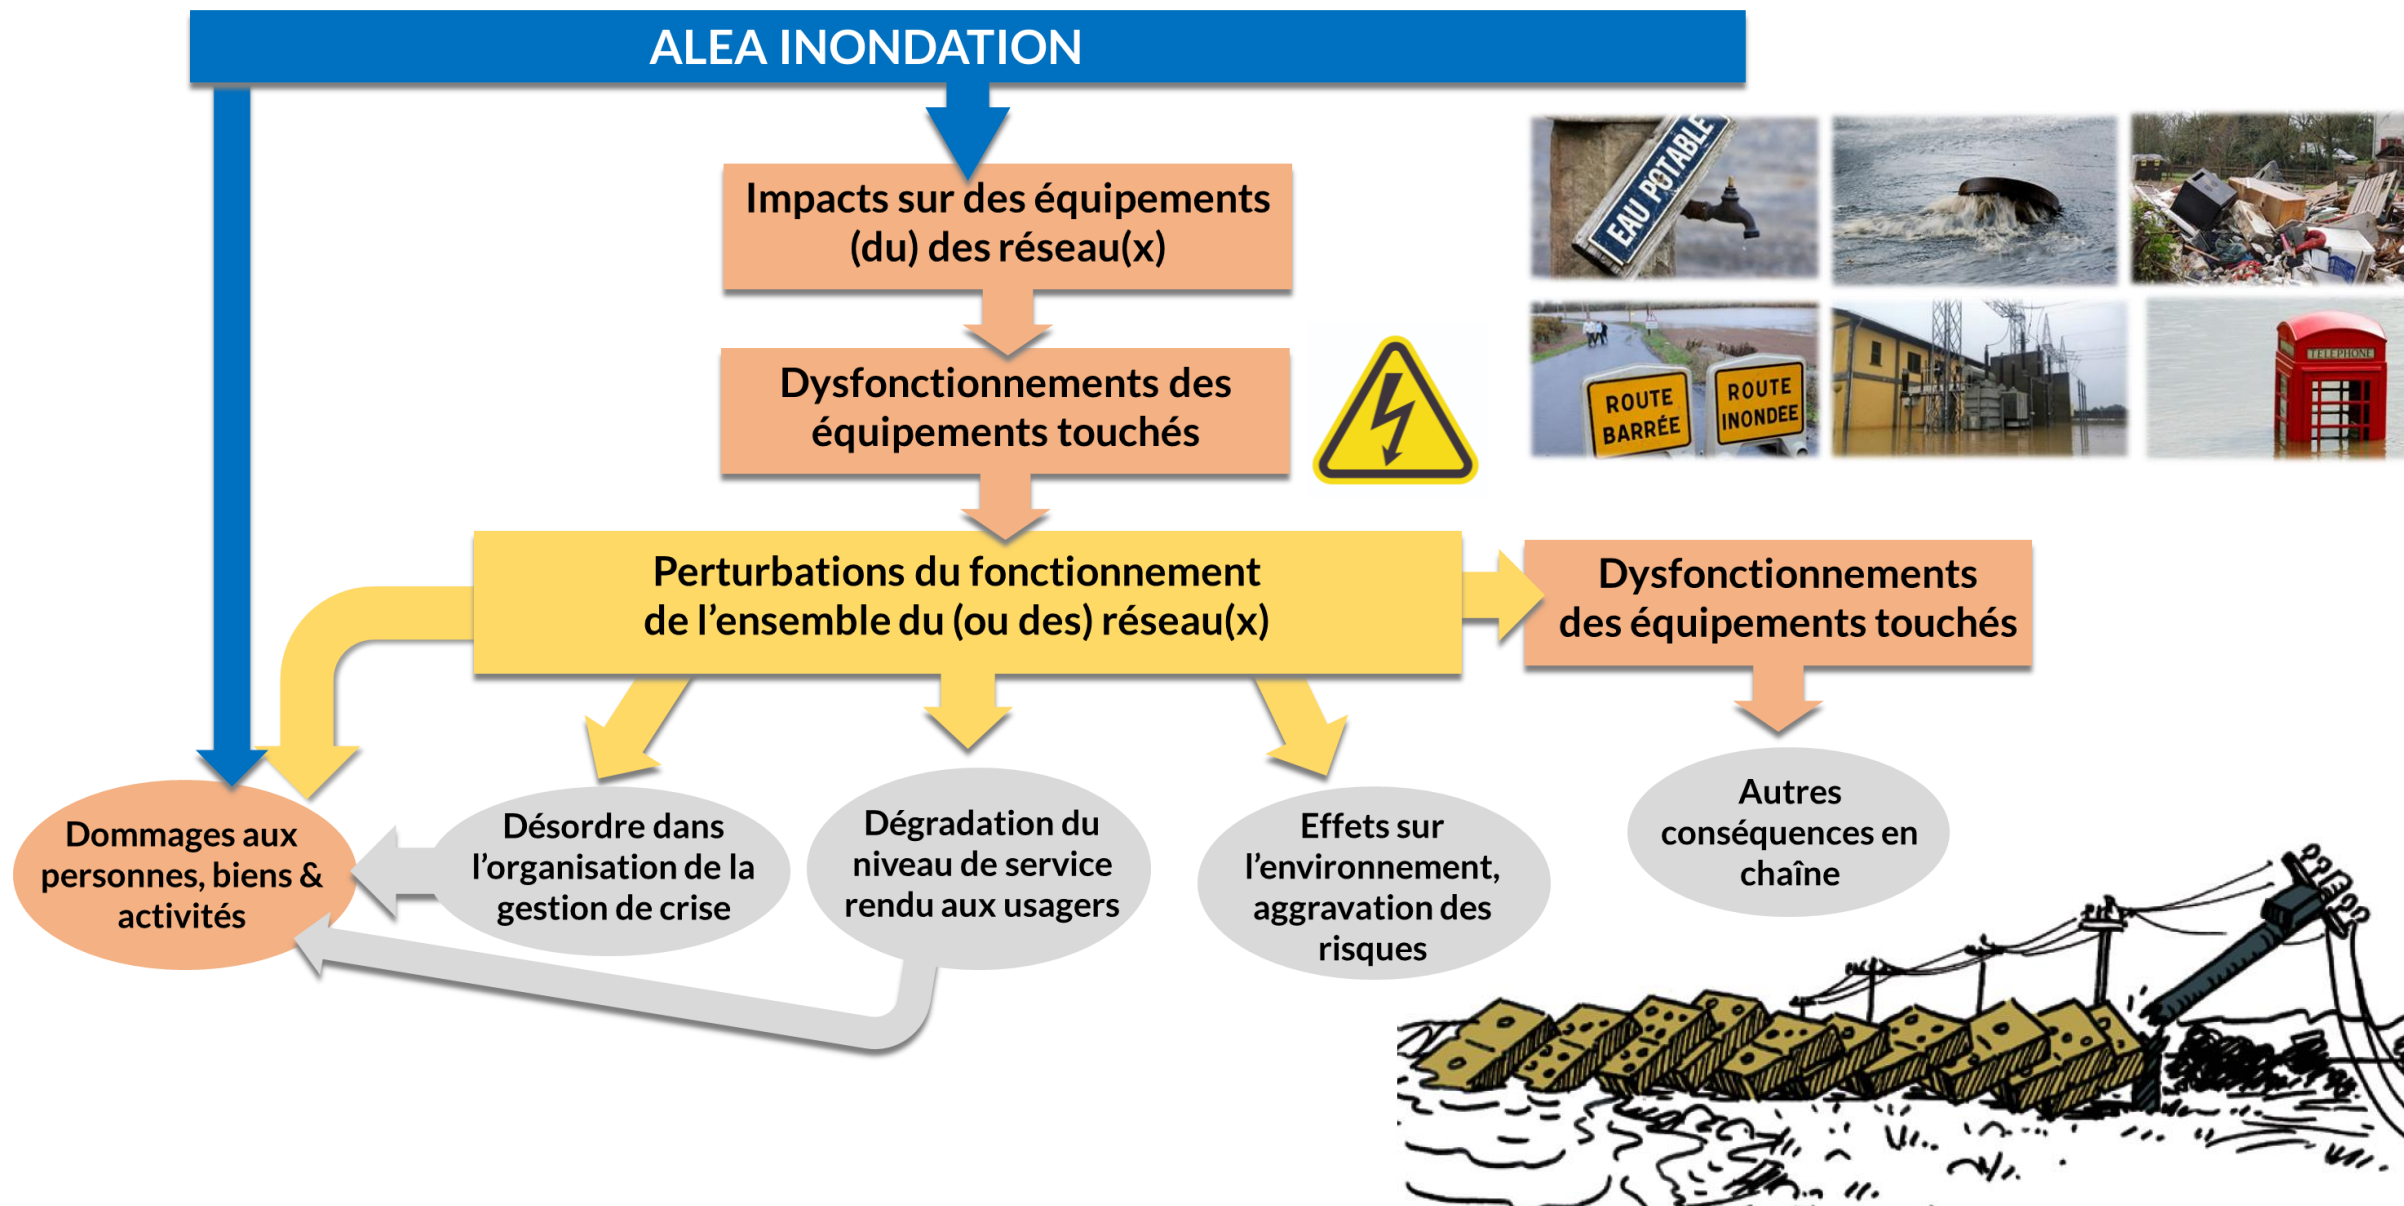 ALEA INONDATION
Impacts sur des équipements
(du) des réseau(x)
EAU POTABLE
Dysfonctionnements des
équipements touchés
ROUTE
BARRÉE
ROUTE
INONDÉE
TELEPHONE
Perturbations du fonctionnement
de l’ensemble du (ou des) réseau(x)
Dysfonctionnements
des équipements touchés
Dommages aux
personnes, biens &
activités
Désordre dans
l’organisation de la
gestion de crise
Dégradation du
niveau de service
rendu aux usagers
Effets sur
l’environnement,
aggravation des
risques
Autres
conséquences en
chaîne